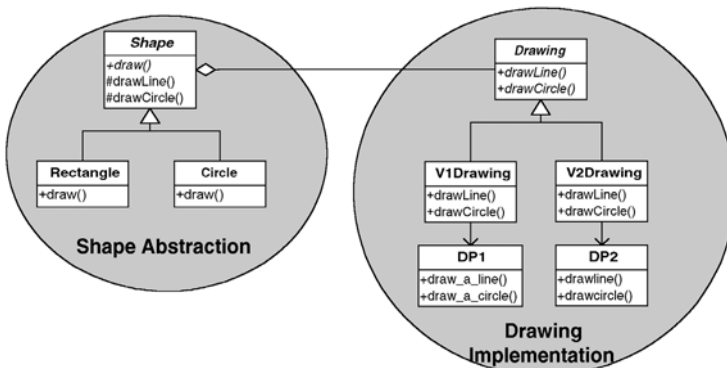 Shape
+draw()
#drawLine()
#drawCircle()
Rectangle
+draw()
Circle
+draw()
Shape Abstraction
Drawing
+drawLine()
+drawCircle()
V1Drawing
+drawLine()
+drawCircle()
V2Drawing
+drawLine()
+drawCircle()
DP1
+draw_a_line()
+draw_a_circle()
DP2
+drawline()
+drawcircle()
Drawing
Implementation